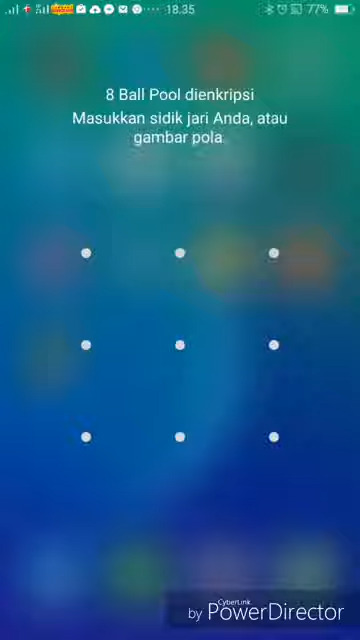 18.35
77%
8 Ball Pool dienkripsi
Masukkan sidik jari Anda, atau
gambar pola
CyberLink
by PowerDirector